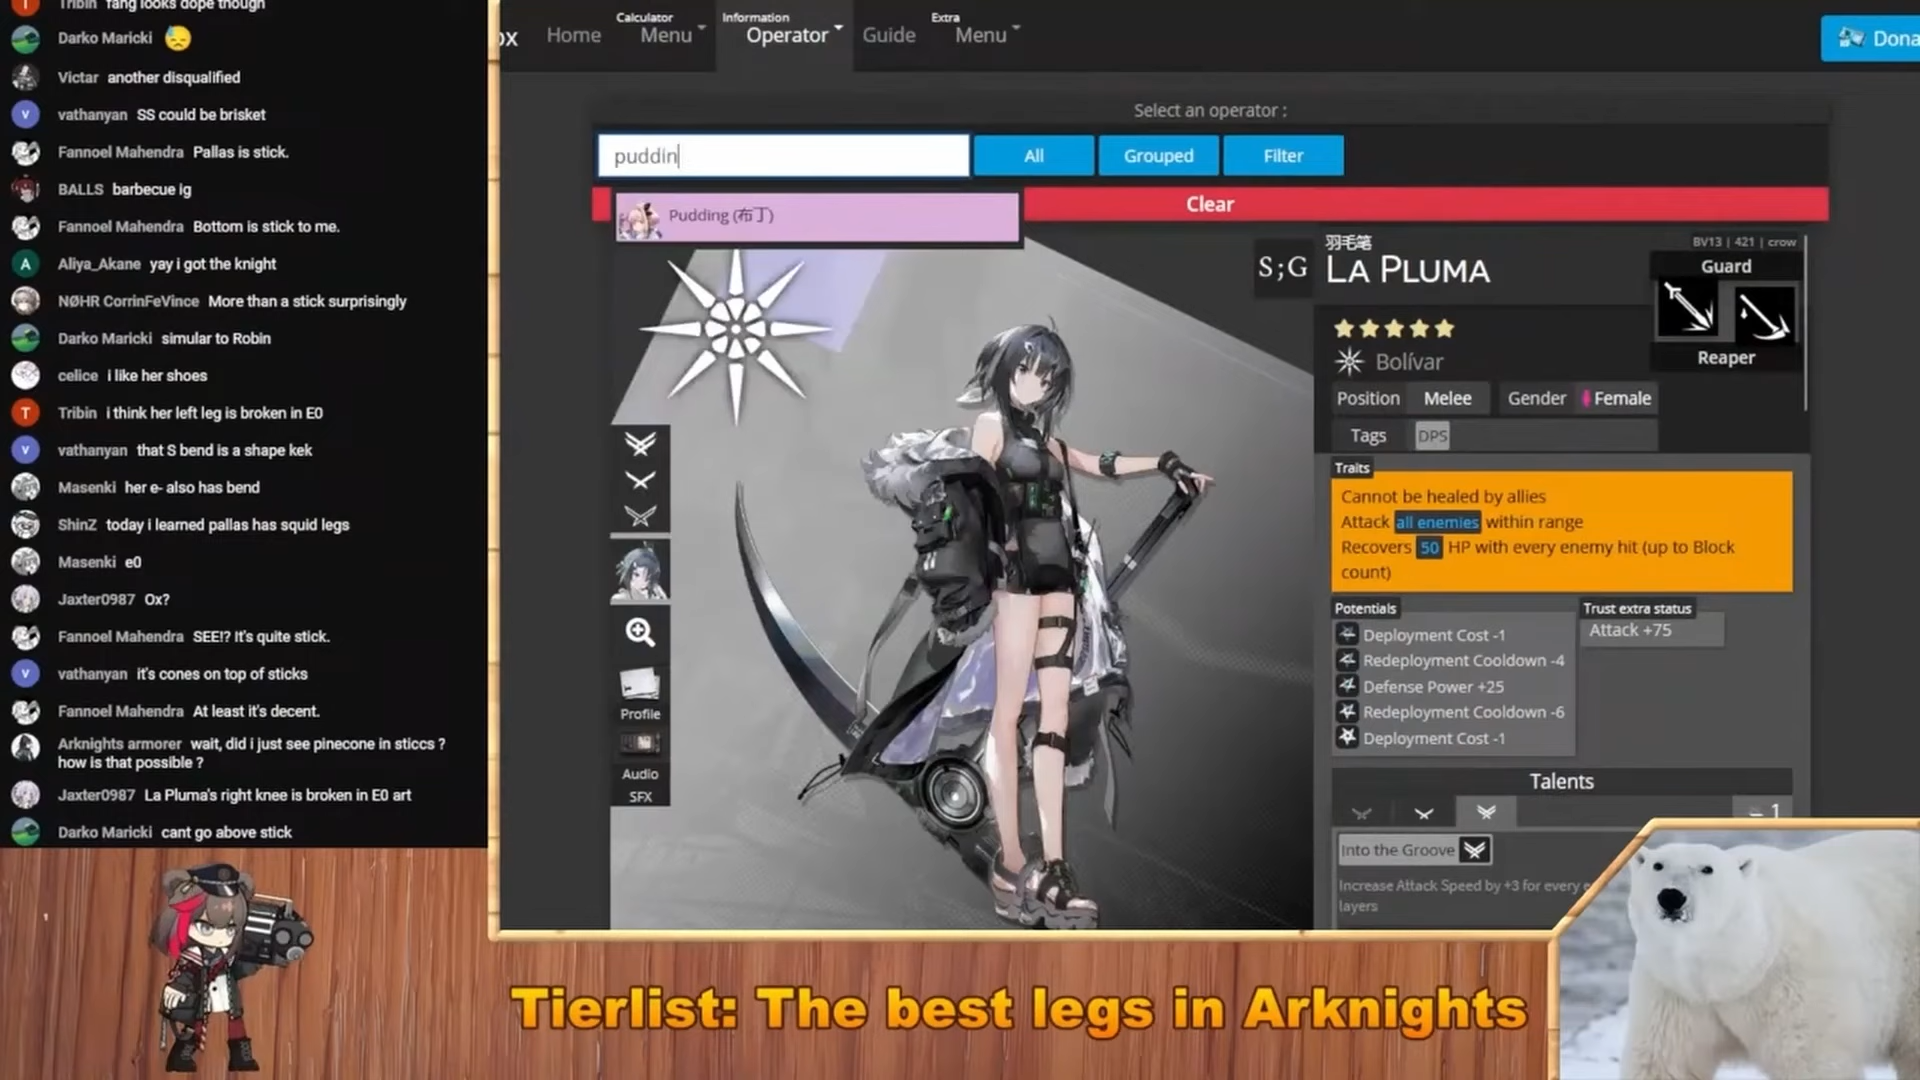 Tribin fang looks dope though
Darko Maricki
Victar another disqualified
vathanyan SS could be brisket
Fannoel Mahendra Pallas is stick.
BALLS barbecue ig
Fannoel Mahendra Bottom is stick to me.
Aliya_Akane yay i got the knight
NØHR CorrinFeVince More than a stick surprisingly
Darko Maricki simular to Robin
celice i like her shoes
Tribin i think her left leg is broken in E0
vathanyan that S bend is a shape kek
Masenki her e- also has bend
ShinZ today i learned pallas has squid legs
Masenki e0
Jaxter0987 Ox?
Fannoel Mahendra SEE!? It's quite stick.
vathanyan it's cones on top of sticks
Fannoel Mahendra At least it's decent.
Arknights armorer wait, did i just see pinecone in sticcs ?
how is that possible ?
Jaxter0987 La Pluma's right knee is broken in E0 art
Darko Maricki cant go above stick
ox
Home
Calculator
Menu
Information
Operator
Guide
Extra
Menu
Dona
Select an operator :
puddin
All
Grouped
Filter
Pudding (布丁)
Clear
S;G
羽毛笔
LA PLUMA
BV13 | 421 | crow
Guard
Reaper
Bolívar
Position Melee Gender Female
Tags DPS
Traits
Cannot be healed by allies
Attack all enemies within range
Recovers 50 HP with every enemy hit (up to Block
count)
Potentials
Deployment Cost -1
Redeployment Cooldown -4
Defense Power +25
Redeployment Cooldown -6
Deployment Cost -1
Trust extra status
Attack +75
Profile
Audio
SFX
Talents
1
Into the Groove
Increase Attack Speed by +3 for every e
layers
T
V
A
T
V
V
Tierlist: The best legs in Arknights